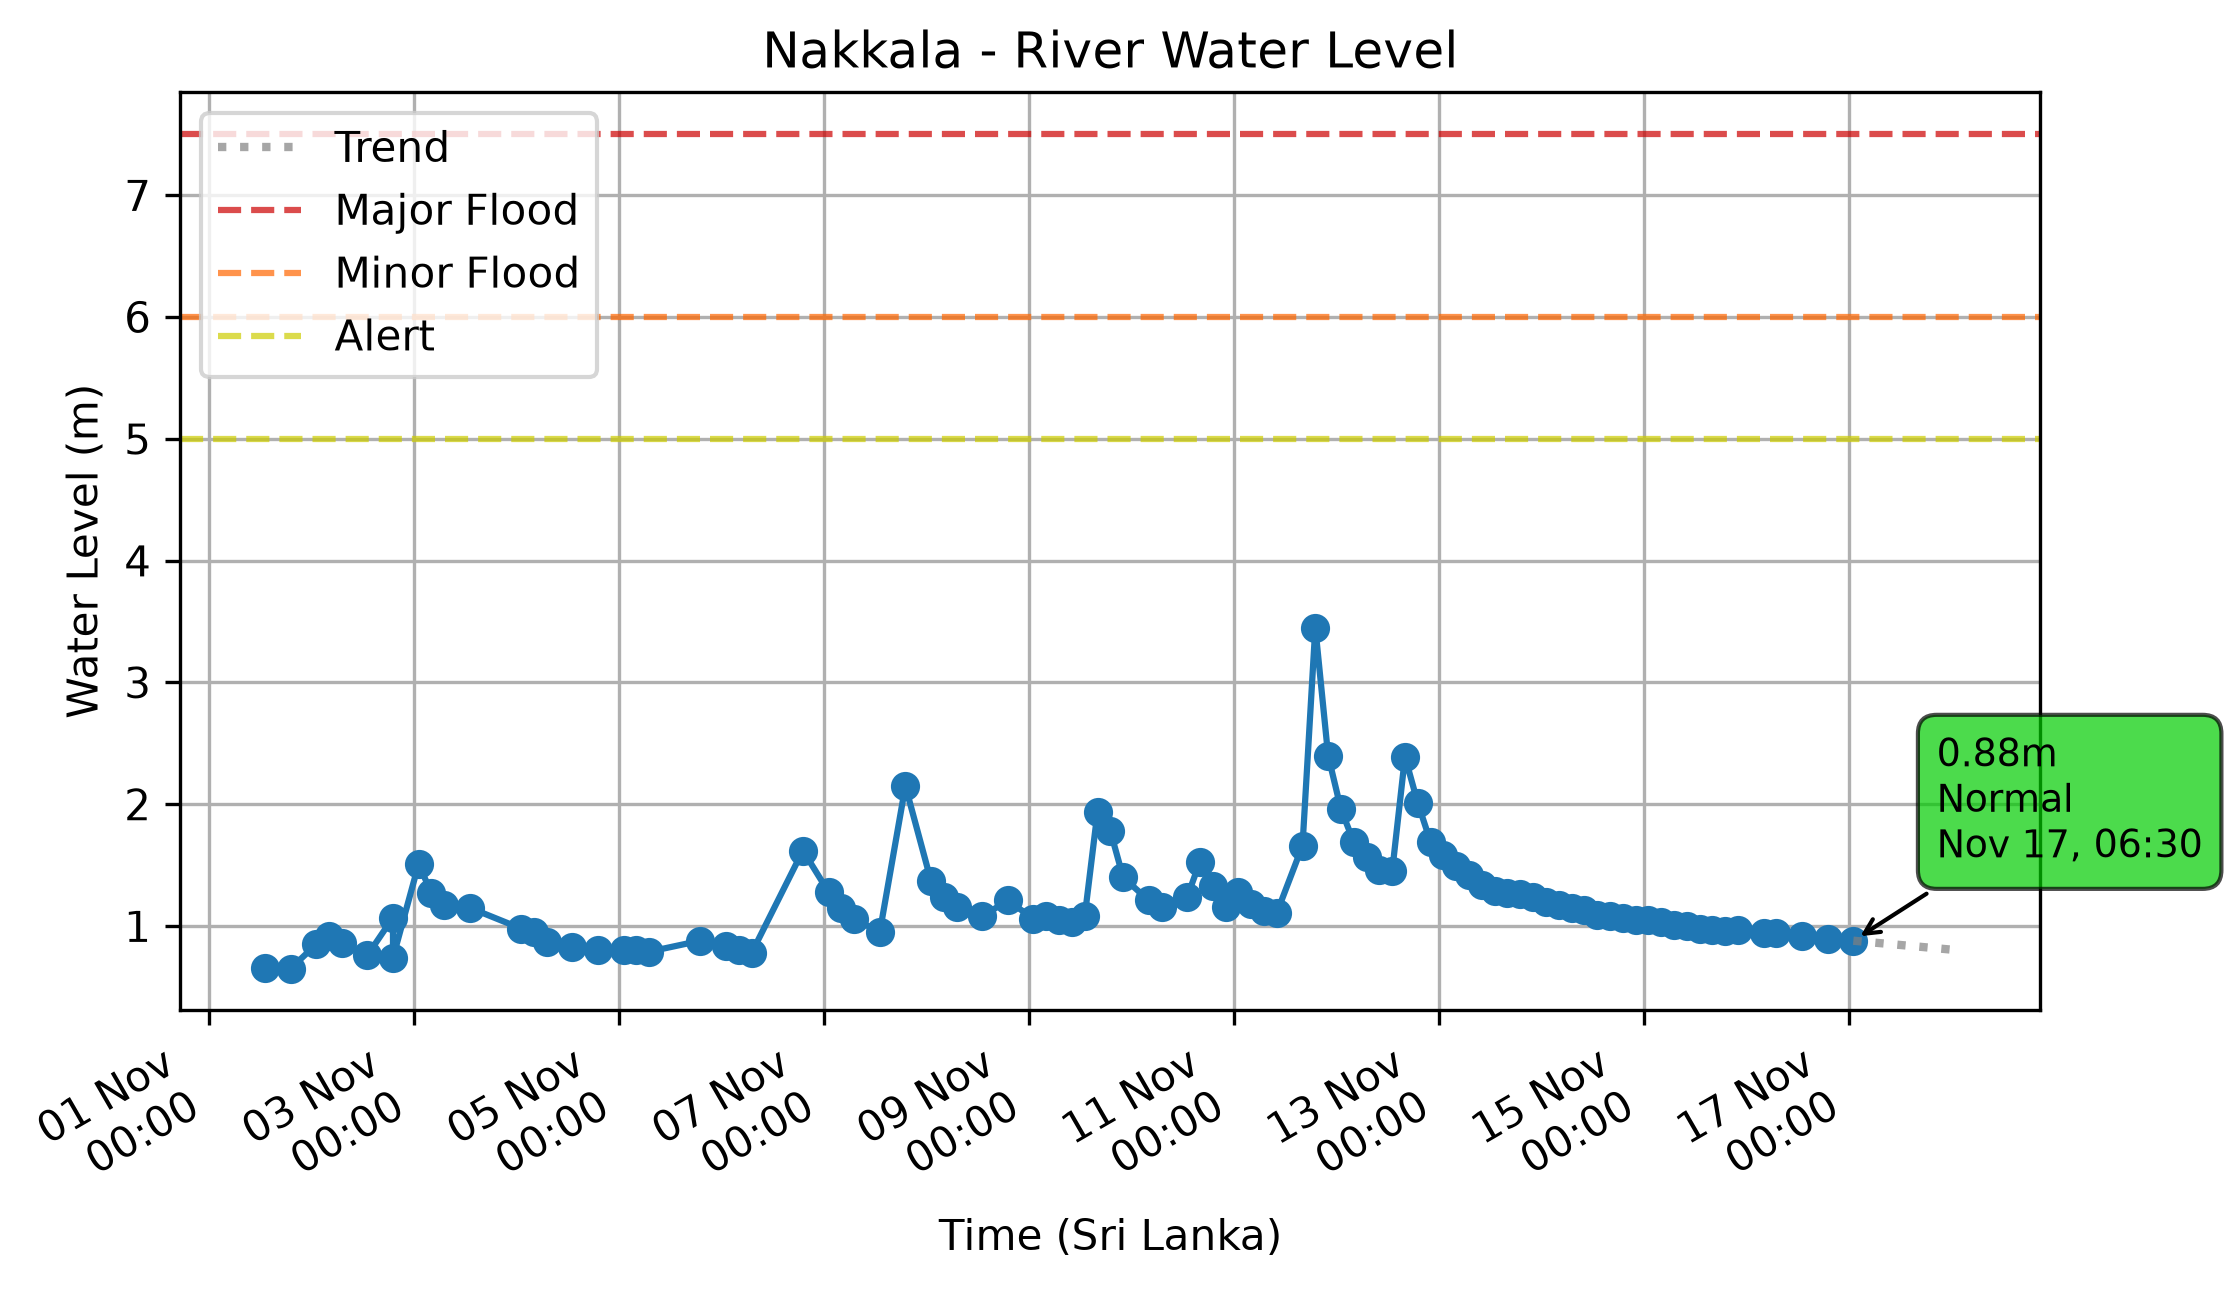 Nakkala - River Water Level
Trend
Major Flood
Minor Flood
Alert
Water Level (m)
7
6
5
4
3
2
1
0.88m
Normal
Nov 17, 06:30
01 Nov
00:00
03 Nov
00:00
05 Nov
00:00
07 Nov
00:00
09 Nov
00:00
11 Nov
00:00
13 Nov
00:00
15 Nov
00:00
17 Nov
00:00
Time (Sri Lanka)